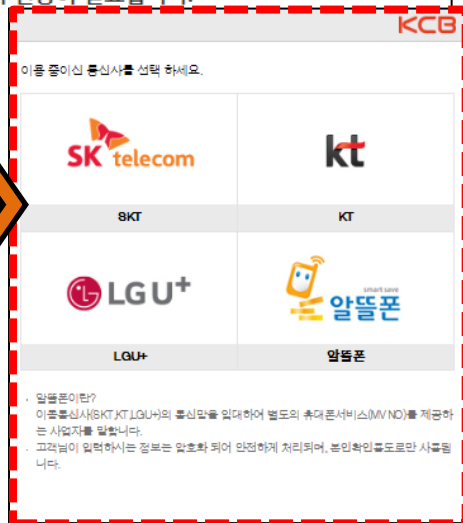 KCB
이용 중이신 통신사를 선택 하세요.
SK telecom
kt
SKT
KT
LG U+
smart save
알뜰폰
LGU+
알뜰폰
알뜰폰이란?
이동통신사(SKT,KT,LGU+)의 통신망을 임대하여 별도의 휴대폰서비스(MVNO)를 제공하
는 사업자를 말합니다.
고객님이 입력하시는 정보는 암호화 되어 안전하게 처리되며, 본인확인용도로만 사용됩
니다.